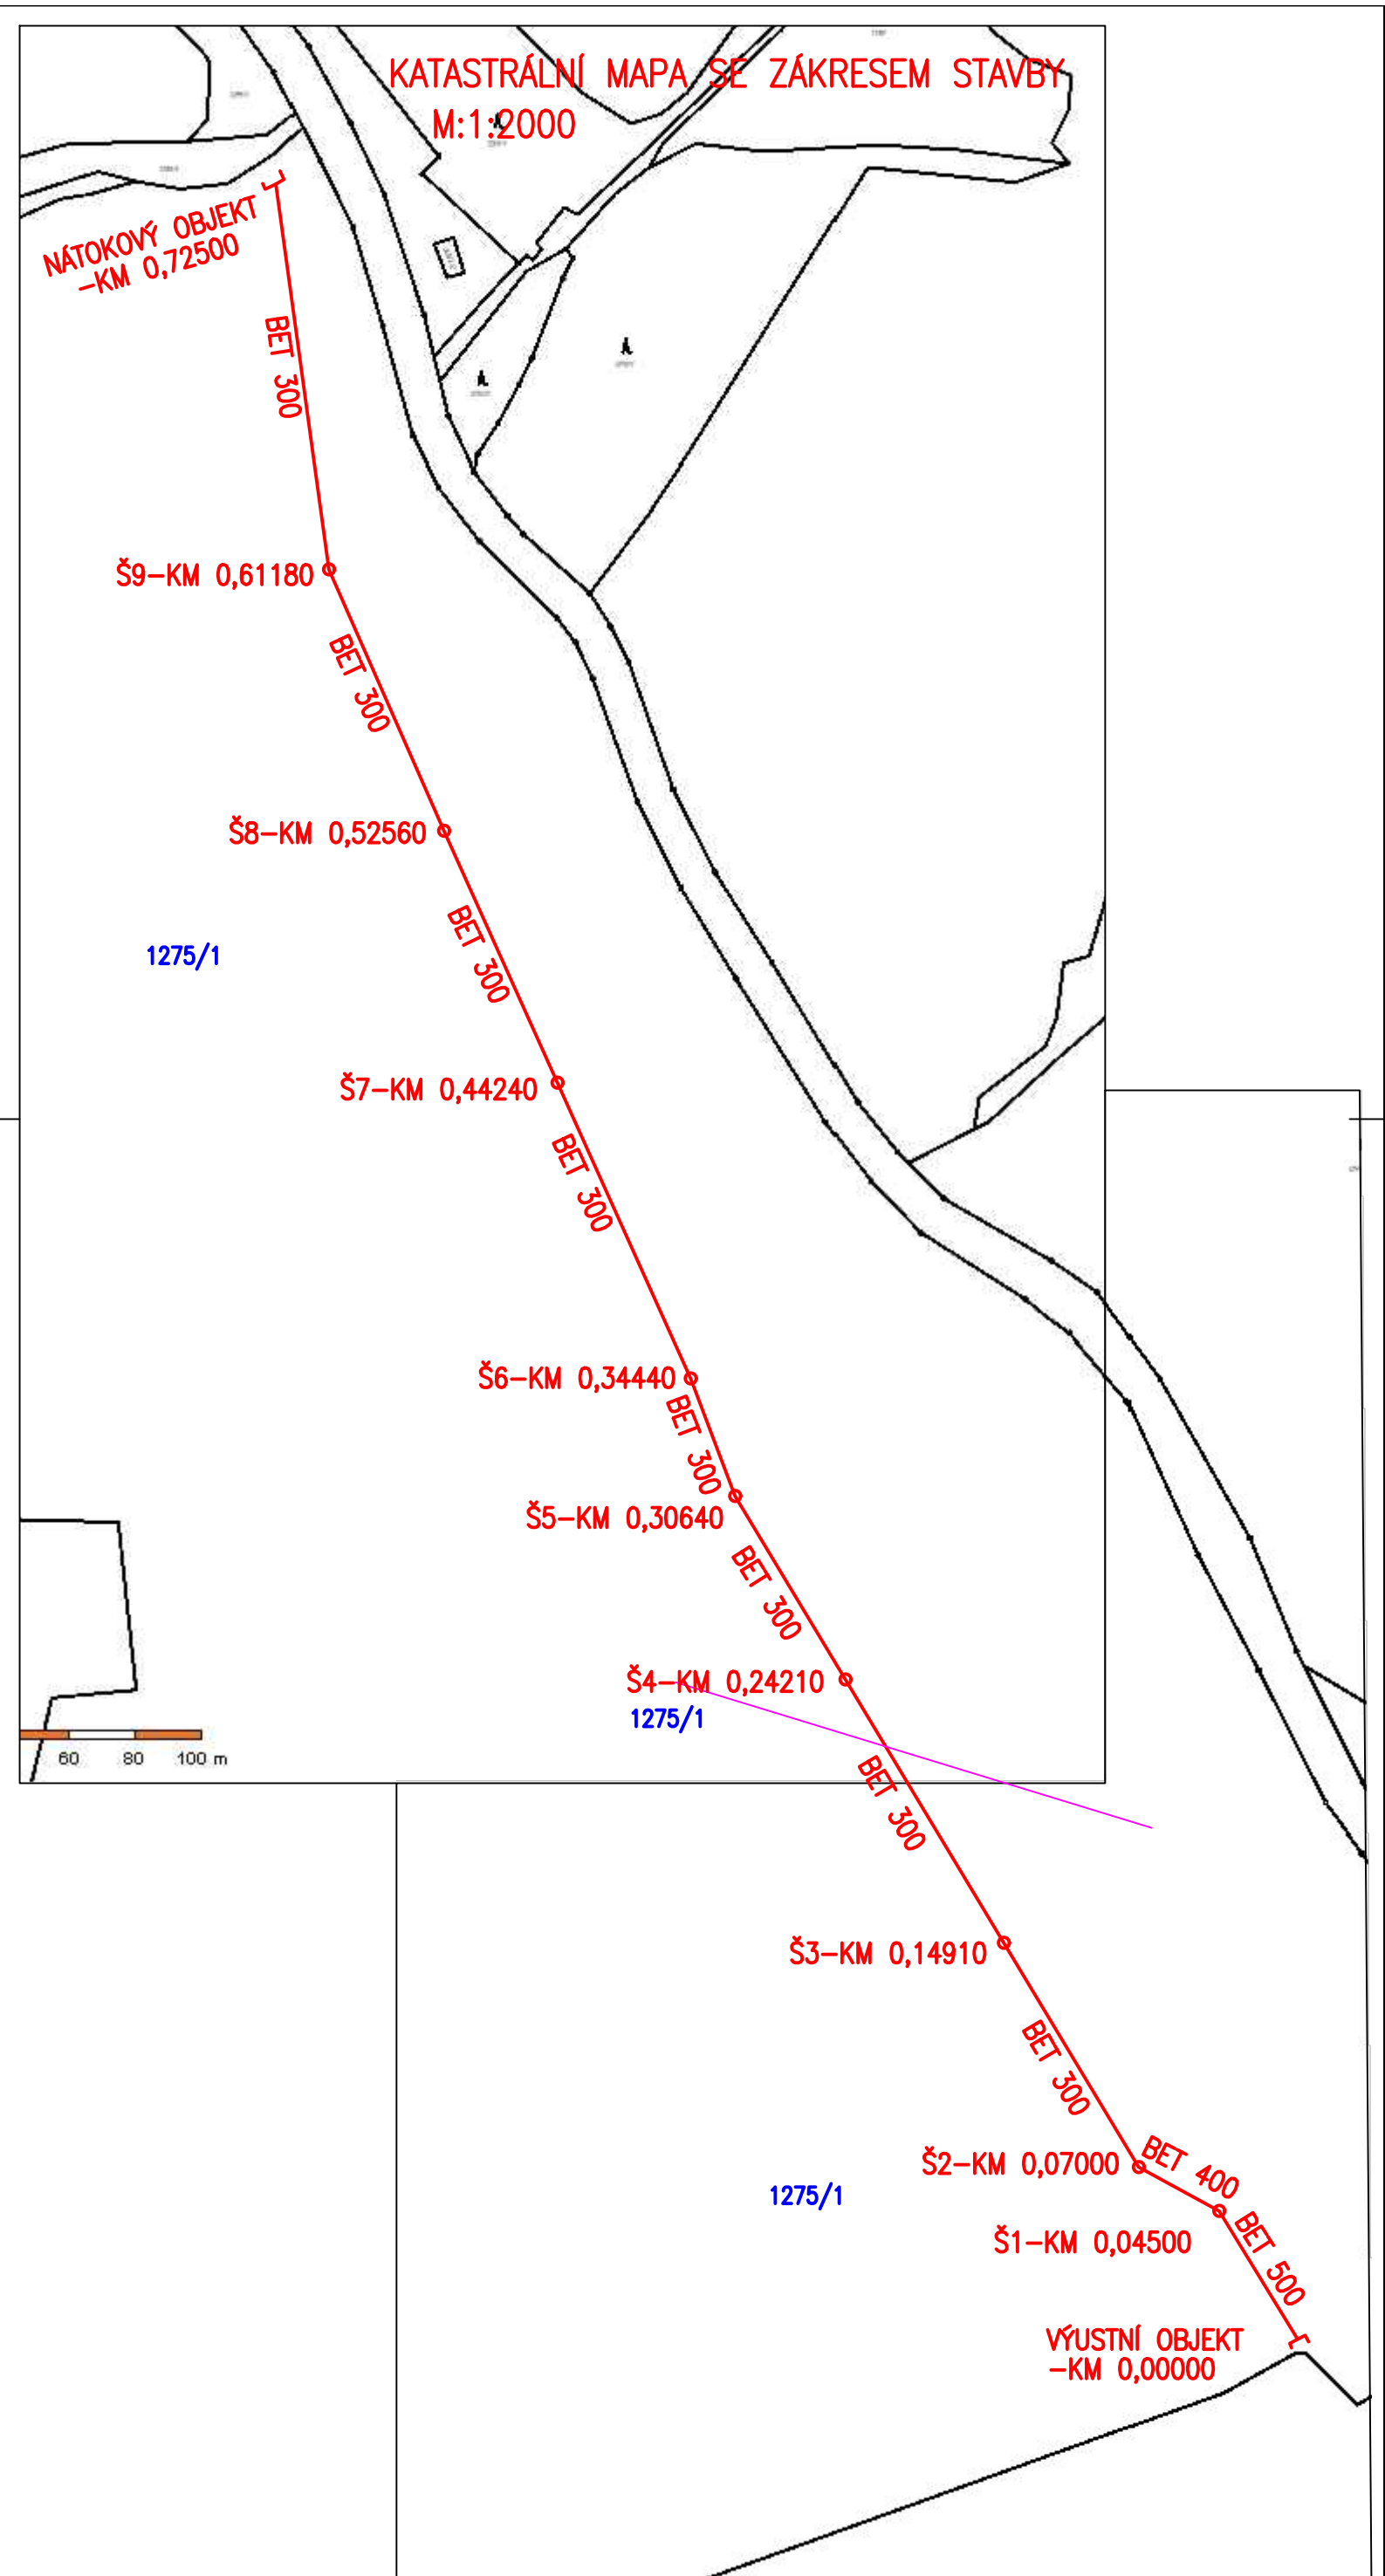 KATASTRÁLNÍ MAPA SE ZÁKRESEM STAVBY
M:1:2000
NÁTOKOVÝ OBJEKT
-KM 0,72500
BET 300
Š9-KM 0,61180
BET 300
Š8-KM 0,52560
BET 300
1275/1
Š7-KM 0,44240
BET 300
Š6-KM 0,34440
BET 300
Š5-KM 0,30640
BET 300
Š4-KM 0,24210
1275/1
60 80 100 m
BET 300
Š3-KM 0,14910
BET 300
Š2-KM 0,07000
BET 400
1275/1
Š1-KM 0,04500
BET 500
VÝUSTNÍ OBJEKT
-KM 0,00000